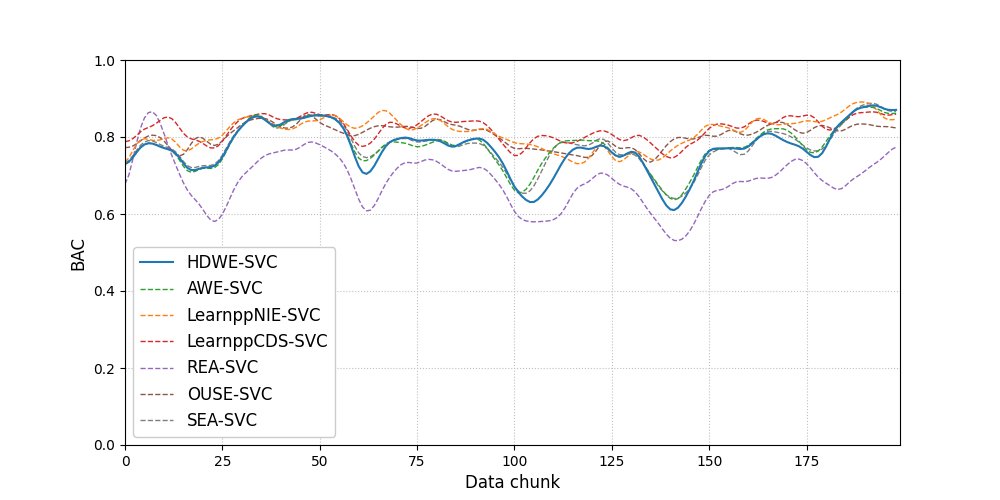 1.0
0.8
0.6
0.4
0.2
0.0
BAC
HDWE-SVC
AWE-SVC
LearnppNIE-SVC
LearnppCDS-SVC
REA-SVC
OUSE-SVC
SEA-SVC
0 25 50 75 100 125 150 175
Data chunk